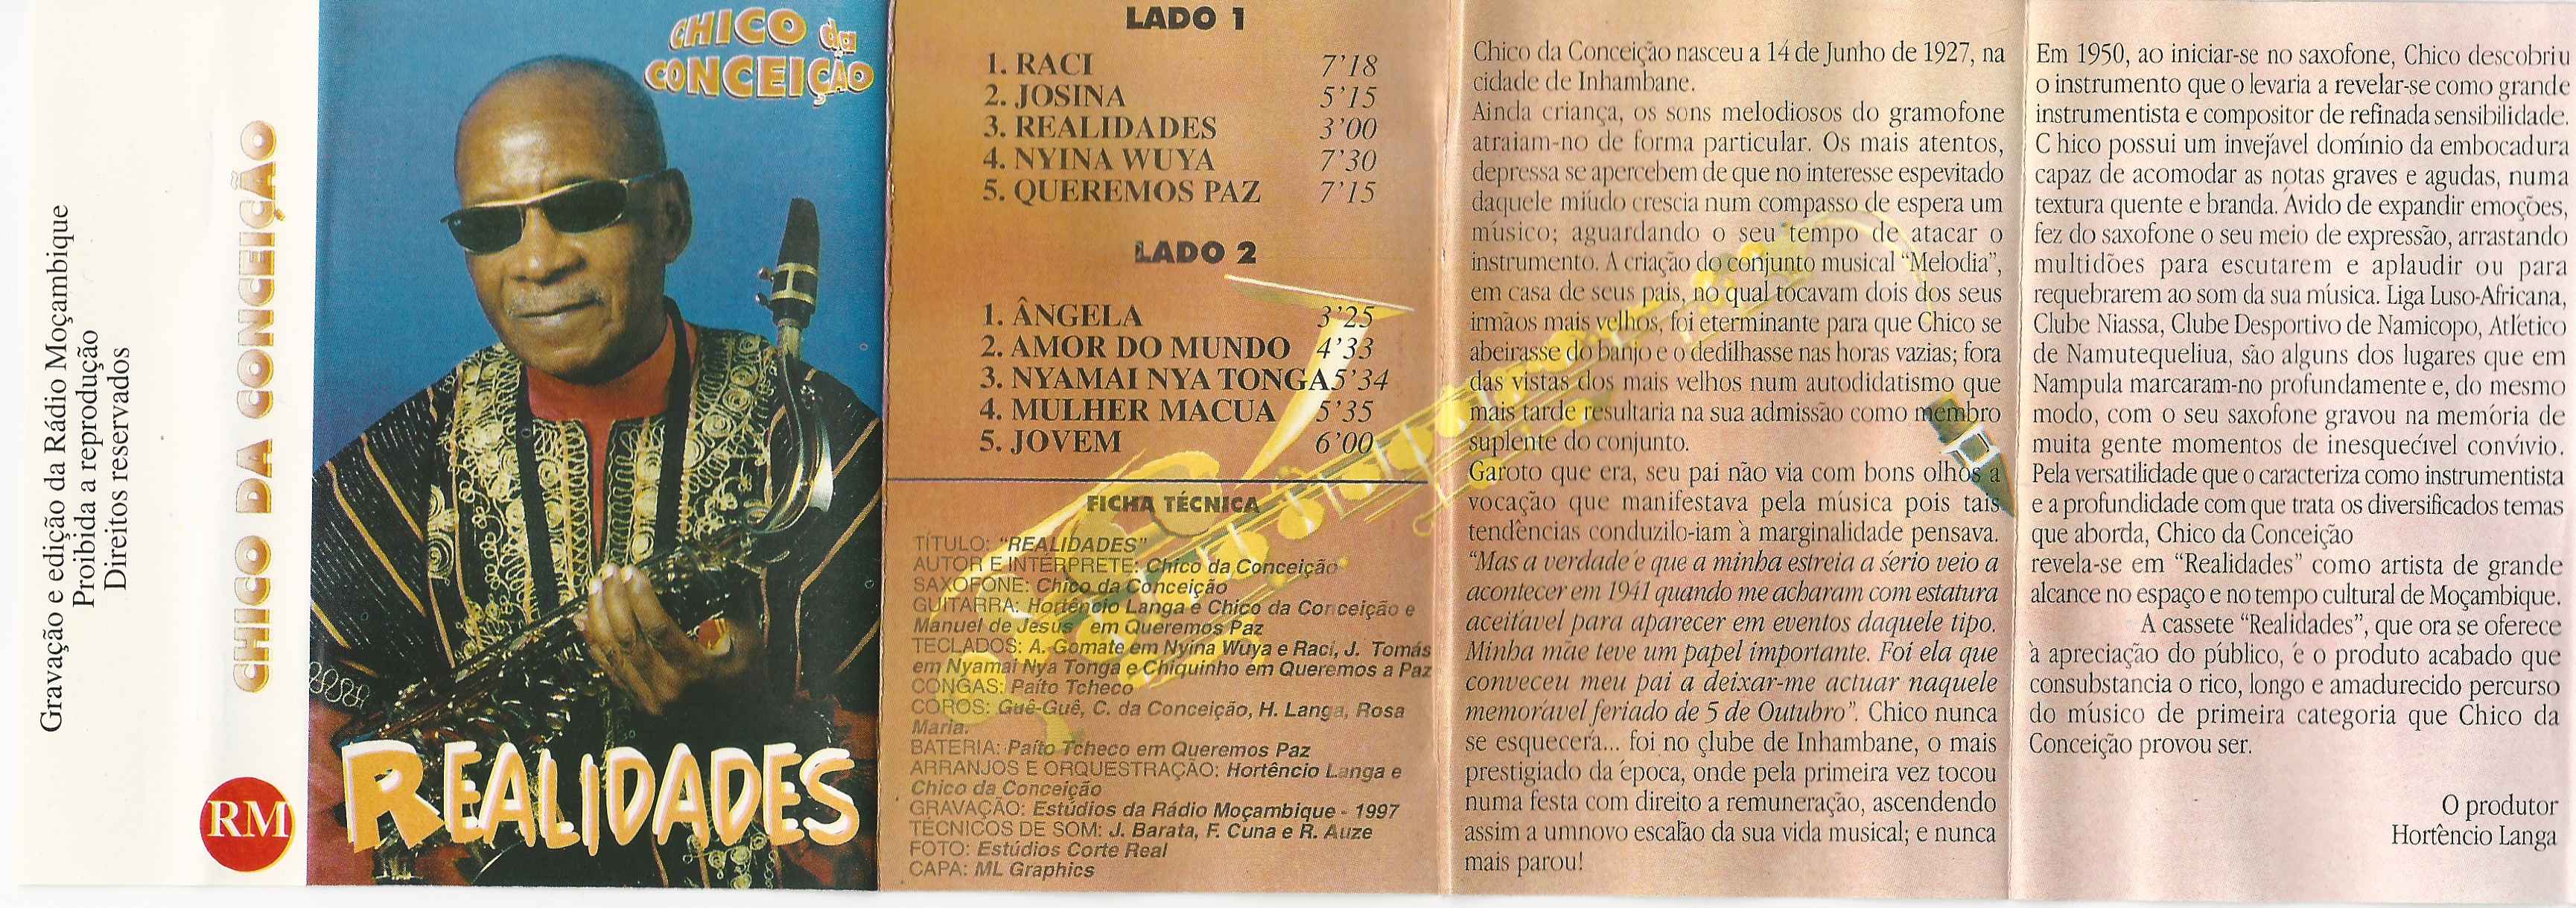 Gravação e edição da Rádio Moçambique
Proibida a reprodução
Direitos reservados
CHICO DA CONCEIÇÃO
RM
CHICO da
CONCEIÇÃO
REALIDADES
LADO 1
1. RACI 7'18
2. JOSINA 5'15
3. REALIDADES 3'00
4. NYINA WUYA 7'30
5. QUEREMOS PAZ 7'15
LADO 2
1. ÂNGELA 3'25
2. AMOR DO MUNDO 4'33
3. NYAMAI NYA TONGA 5'34
4. MULHER MACUA 5'35
5. JOVEM 6'00
FICHA TÉCNICA
TÍTULO: "REALIDADES"
AUTOR E INTÉRPRETE: Chico da Conceição
SAXOFONE: Chico da Conceição
GUITARRA: Hortêncio Langa e Chico da Conceição e
Manuel de Jesus em Queremos Paz
TECLADOS: A. Gomate em Nyina Wuya e Raci, J. Tomás
em Nyamai Nya Tonga e Chiquinho em Queremos a Paz
CONGAS: Paíto Tcheco
COROS: Guê-Guê, C. da Conceição, H. Langa, Rosa
Maria.
BATERIA: Paíto Tcheco em Queremos Paz
ARRANJOS E ORQUESTRAÇÃO: Hortêncio Langa e
Chico da Conceição
GRAVAÇÃO: Estúdios da Rádio Moçambique - 1997
TÉCNICOS DE SOM: J. Barata, F. Cuna e R. Auze
FOTO: Estúdios Corte Real
CAPA: ML Graphics
Chico da Conceição nasceu a 14 de Junho de 1927, na
cidade de Inhambane.
Ainda criança, os sons melodiosos do gramofone
atraiam-no de forma particular. Os mais atentos,
depressa se apercebem de que no interesse espevitado
daquele miúdo crescia num compasso de espera um
músico; aguardando o seu tempo de atacar o
instrumento. A criação do conjunto musical "Melodia",
em casa de seus pais, no qual tocavam dois dos seus
irmãos mais velhos, foi eterminante para que Chico se
abeirasse do banjo e o dedilhasse nas horas vazias; fora
das vistas dos mais velhos num autodidatismo que
mais tarde resultaria na sua admissão como membro
suplente do conjunto.
Garoto que era, seu pai não via com bons olhos a
vocação que manifestava pela música pois tais
tendências conduzilo-iam à marginalidade pensava.
"Mas a verdade é que a minha estreia a sério veio a
acontecer em 1941 quando me acharam com estatura
aceitável para aparecer em eventos daquele tipo.
Minha mãe teve um papel importante. Foi ela que
conveceu meu pai a deixar-me actuar naquele
memorável feriado de 5 de Outubro". Chico nunca
se esquecerá... foi no clube de Inhambane, o mais
prestigiado da época, onde pela primeira vez tocou
numa festa com direito a remuneração, ascendendo
assim a umnovo escalão da sua vida musical; e nunca
mais parou!
Em 1950, ao iniciar-se no saxofone, Chico descobriu
o instrumento que o levaria a revelar-se como grande
instrumentista e compositor de refinada sensibilidade.
C hico possui um invejável domínio da embocadura
capaz de acomodar as notas graves e agudas, numa
textura quente e branda. Ávido de expandir emoções,
fez do saxofone o seu meio de expressão, arrastando
multidões para escutarem e aplaudir ou para
requebrarem ao som da sua música. Liga Luso-Africana,
Clube Niassa, Clube Desportivo de Namicopo, Atlético
de Namutequeliua, são alguns dos lugares que em
Nampula marcaram-no profundamente e, do mesmo
modo, com o seu saxofone gravou na memória de
muita gente momentos de inesquecível convívio.
Pela versatilidade que o caracteriza como instrumentista
e a profundidade com que trata os diversificados temas
que aborda, Chico da Conceição
revela-se em "Realidades" como artista de grande
alcance no espaço e no tempo cultural de Moçambique.
A cassete "Realidades", que ora se oferece
à apreciação do público, é o produto acabado que
consubstancia o rico, longo e amadurecido percurso
do músico de primeira categoria que Chico da
Conceição provou ser.
O produtor
Hortêncio Langa